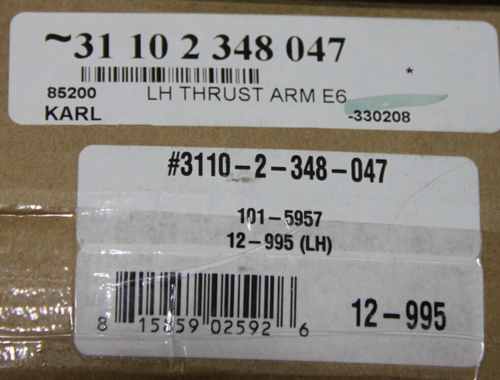 ~31 10 2 348 047
*
85200 LH THRUST ARM E6
KARL -330208
#3110-2-348-047
101-5957
12-995 (LH)
8 15859 02592 6
12-995